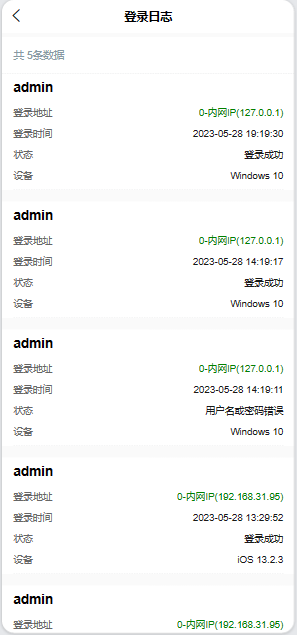 登录日志
共 5条数据
admin
登录地址 0-内网IP(127.0.0.1)
登录时间 2023-05-28 19:19:30
状态 登录成功
设备 Windows 10
admin
登录地址 0-内网IP(127.0.0.1)
登录时间 2023-05-28 14:19:17
状态 登录成功
设备 Windows 10
admin
登录地址 0-内网IP(127.0.0.1)
登录时间 2023-05-28 14:19:11
状态 用户名或密码错误
设备 Windows 10
admin
登录地址 0-内网IP(192.168.31.95)
登录时间 2023-05-28 13:29:52
状态 登录成功
设备 iOS 13.2.3
admin
登录地址 0-内网IP(192.168.31.95)